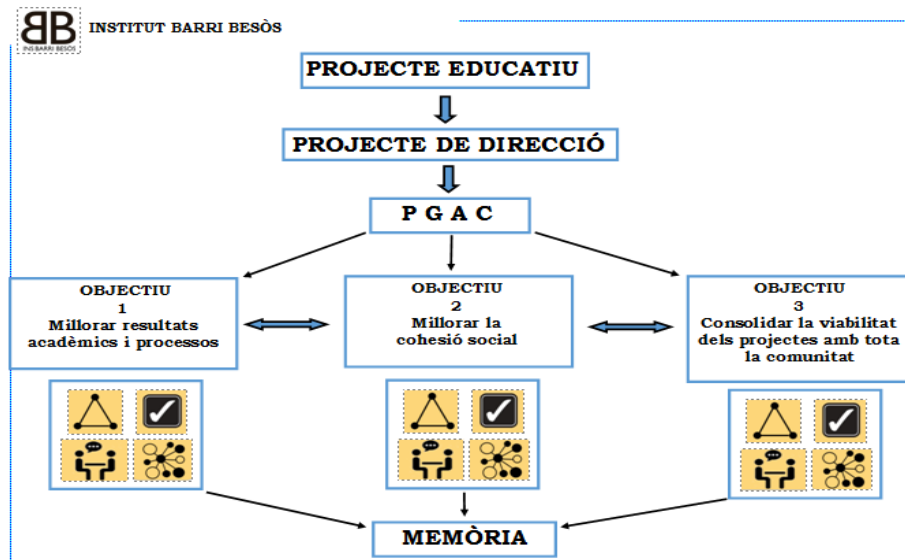 BB
INS.BARRI BESÒS
INSTITUT BARRI BESÒS
PROJECTE EDUCATIU
PROJECTE DE DIRECCIÓ
P G A C
OBJECTIU
1
Millorar resultats
acadèmics i processos
OBJECTIU
2
Millorar la
cohesió social
OBJECTIU
3
Consolidar la viabilitat
dels projectes amb tota
la comunitat
MEMÒRIA